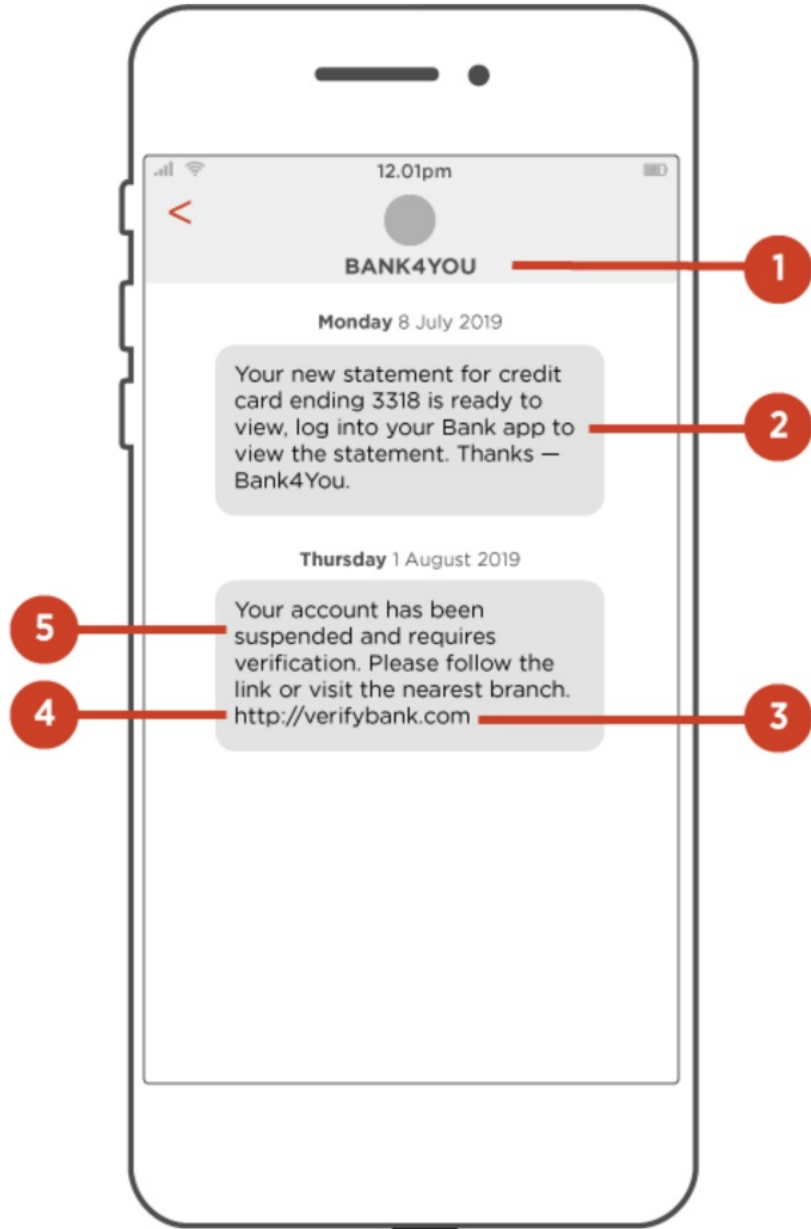 12.01pm
<
BANK4YOU
1
Monday 8 July 2019
Your new statement for credit
card ending 3318 is ready to
view, log into your Bank app to
view the statement. Thanks —
Bank4You.
2
Thursday 1 August 2019
Your account has been
suspended and requires
verification. Please follow the
link or visit the nearest branch.
http://verifybank.com
5
4
3